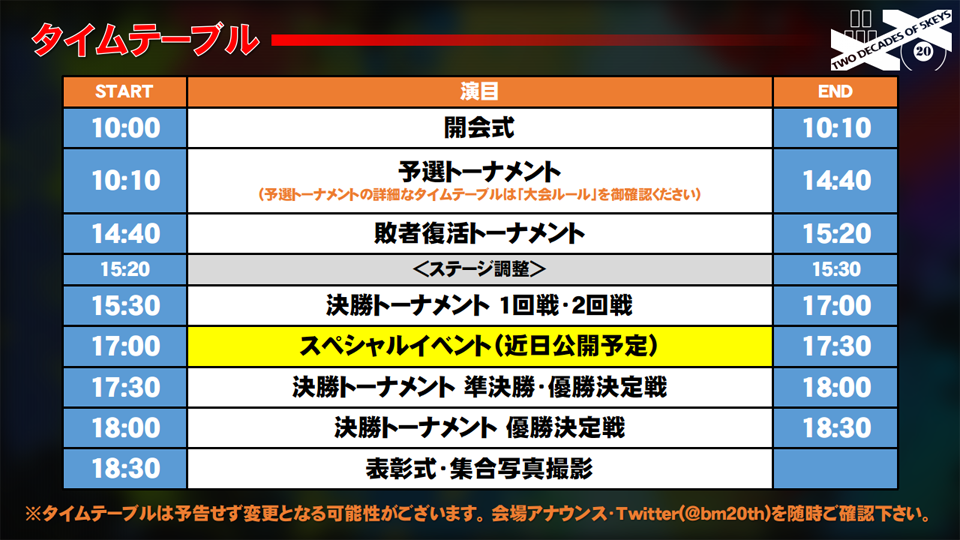 タイムテーブル
TWO DECADES OF 5KEYS
20
START 演目 END
10:00 開会式 10:10
10:10 予選トーナメント 14:40
(予選トーナメントの詳細なタイムテーブルは「大会ルール」を御確認ください)
14:40 敗者復活トーナメント 15:20
15:20 <ステージ調整> 15:30
15:30 決勝トーナメント 1回戦・2回戦 17:00
17:00 スペシャルイベント(近日公開予定) 17:30
17:30 決勝トーナメント 準決勝・優勝決定戦 18:00
18:00 決勝トーナメント 優勝決定戦 18:30
18:30 表彰式・集合写真撮影
※タイムテーブルは予告せず変更となる可能性がございます。会場アナウンス・Twitter(@bm20th)を随時ご確認下さい。